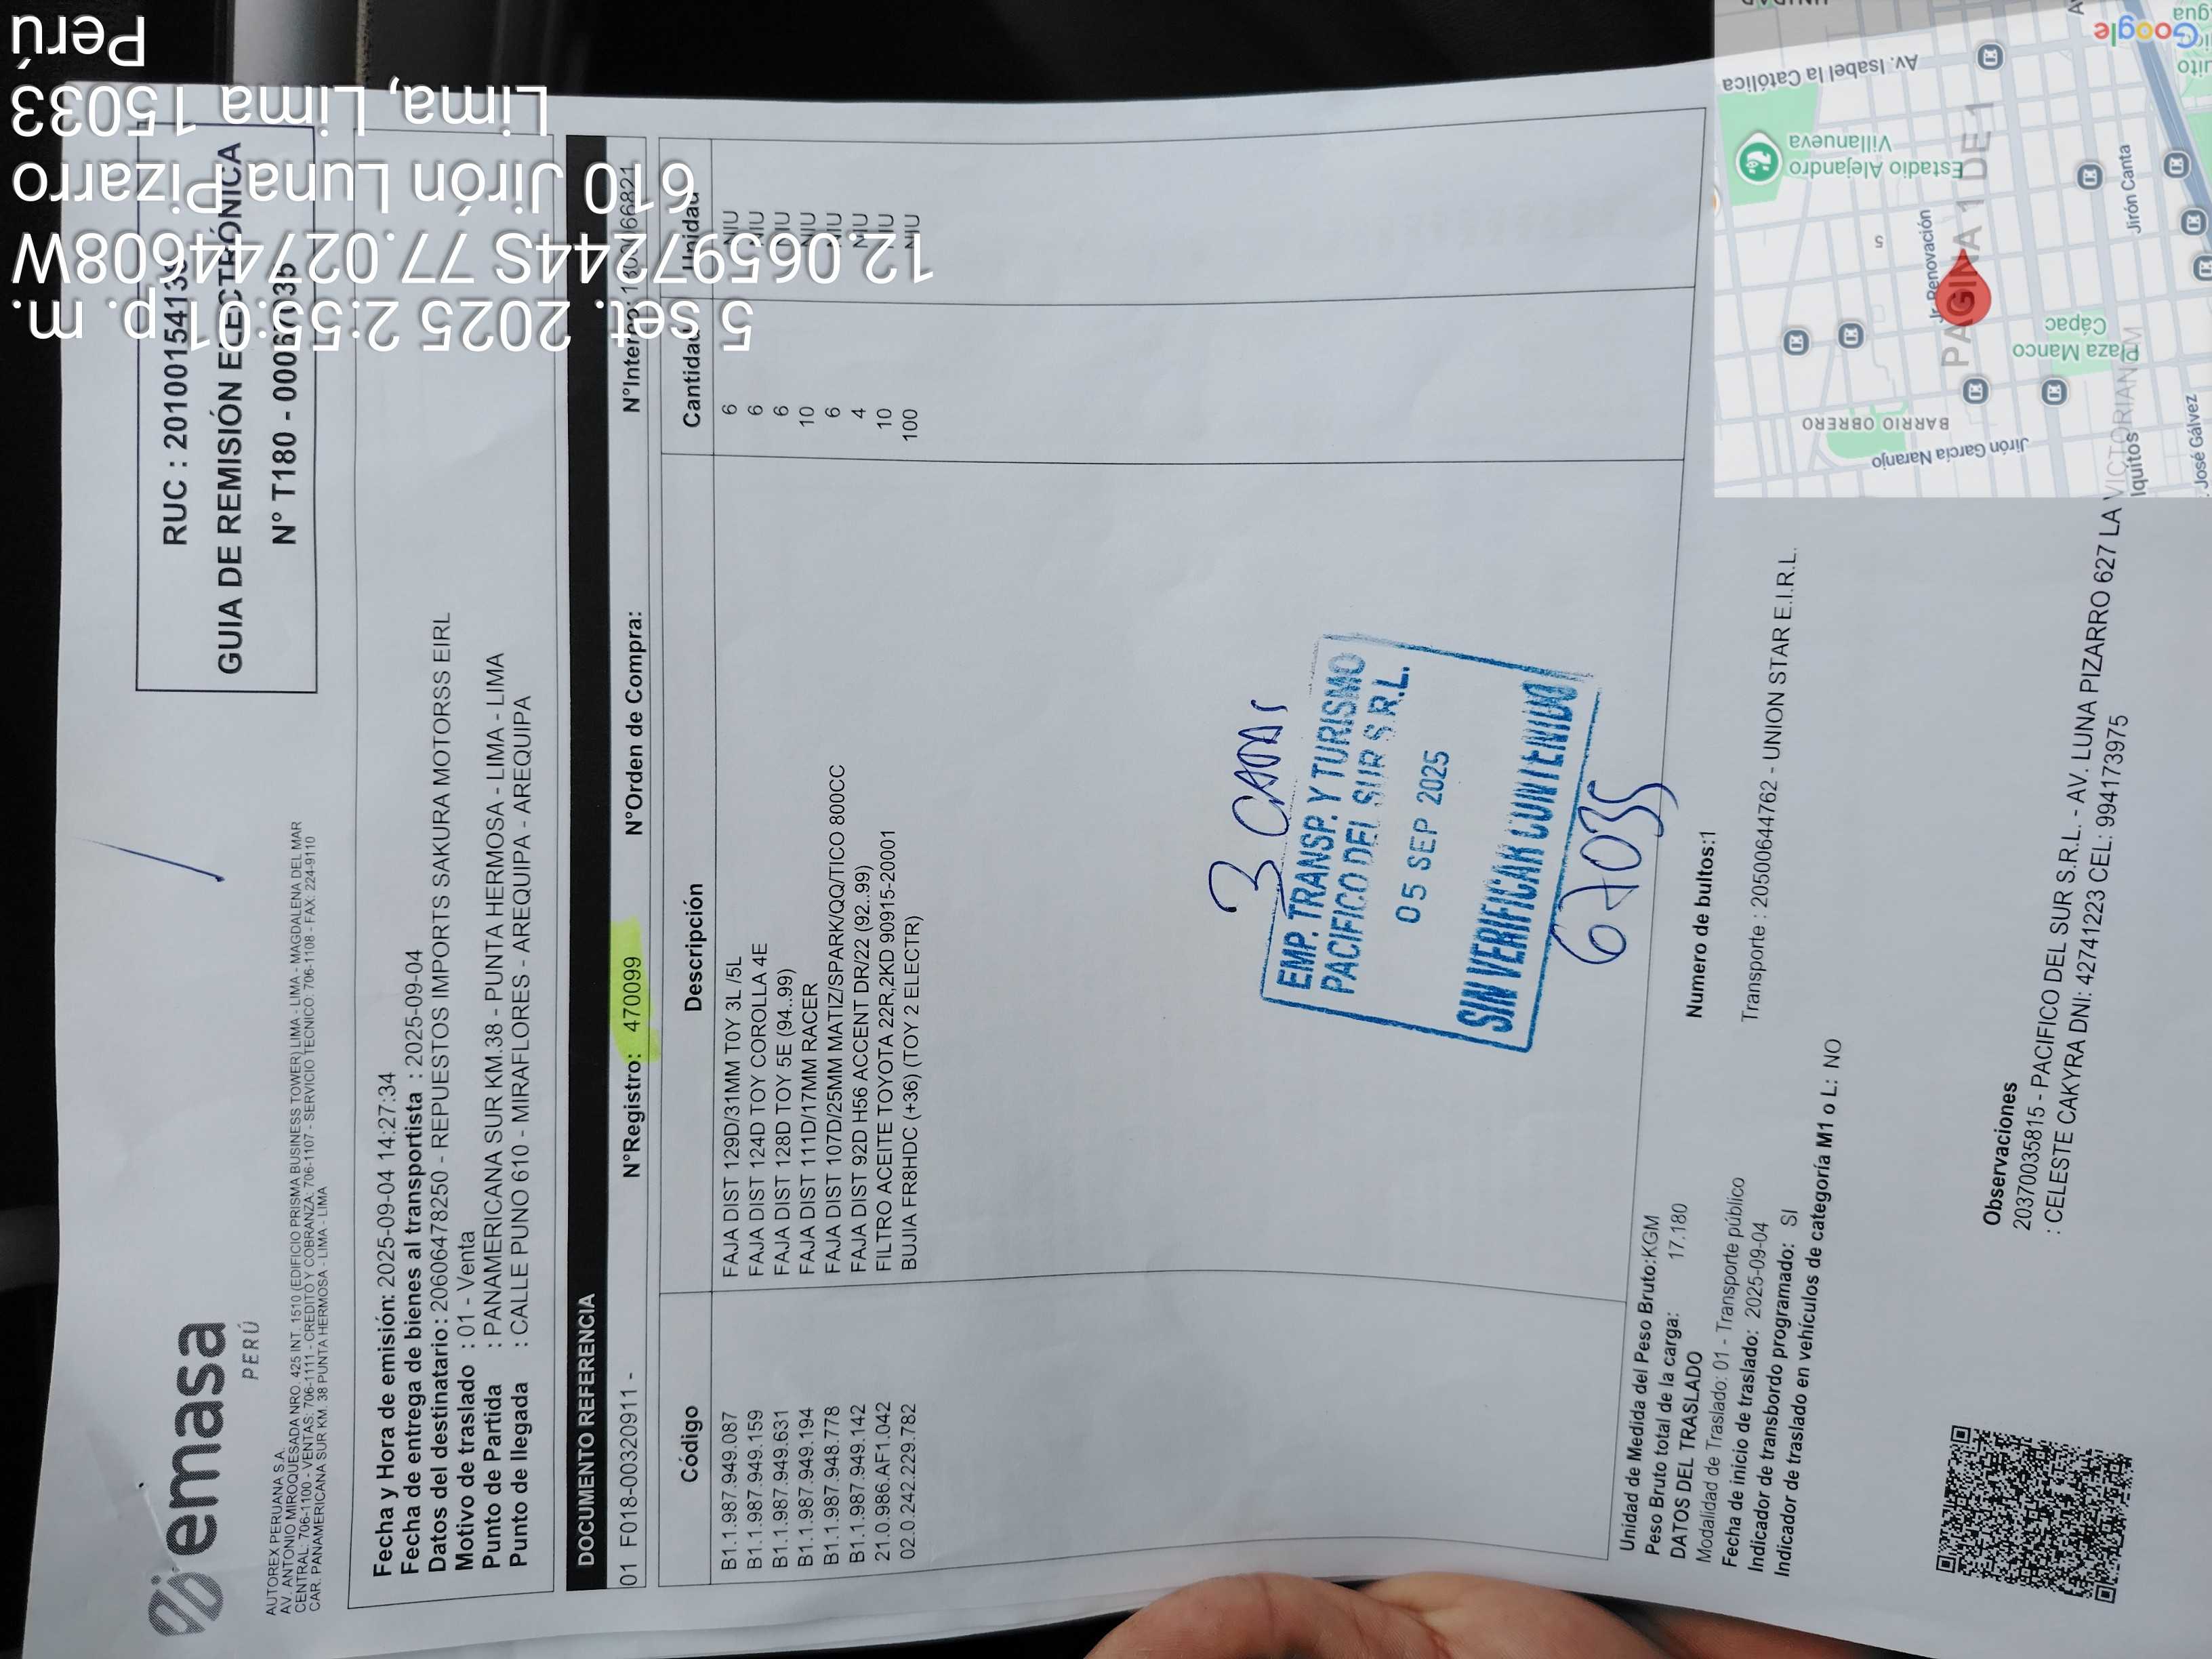 emasa
PERÚ
AUTOREX PERUANA S.A.
AV. ANTONIO MIROQUESADA NRO. 425 INT. 1510 (EDIFICIO PRISMA BUSINESS TOWER) LIMA - LIMA - MAGDALENA DEL MAR
CENTRAL: 706-1100 - VENTAS: 706-1111 - CREDITO Y COBRANZA: 706-1107 - SERVICIO TECNICO: 706-1108 - FAX: 224-9110
CAR. PANAMERICANA SUR KM. 38 PUNTA HERMOSA - LIMA - LIMA
RUC : 2010015413
GUIA DE REMISIÓN ELECTRÓNICA
N° T180 - 00067035
Fecha y Hora de emisión: 2025-09-04 14:27:34
Fecha de entrega de bienes al transportista : 2025-09-04
Datos del destinatario: 20606478250 - REPUESTOS IMPORTS SAKURA MOTORSS EIRL
Motivo de traslado : 01 - Venta
Punto de Partida : PANAMERICANA SUR KM.38 - PUNTA HERMOSA - LIMA - LIMA
Punto de llegada : CALLE PUNO 610 - MIRAFLORES - AREQUIPA - AREQUIPA
DOCUMENTO REFERENCIA
01 F018-00320911 - N°Registro: 470099 N°Orden de Compra: N°Interno:
Código Descripción Cantidad Unidad
B1.1.987.949.087 FAJA DIST 129D/31MM TOY 3L /5L 6 NIU
B1.1.987.949.159 FAJA DIST 124D TOY COROLLA 4E 6 NIU
B1.1.987.949.631 FAJA DIST 128D TOY 5E (94..99) 6 NIU
B1.1.987.949.194 FAJA DIST 111D/17MM RACER 10 NIU
B1.1.987.948.778 FAJA DIST 107D/25MM MATIZ/SPARK/QQ/TICO 800CC 6 NIU
B1.1.987.949.142 FAJA DIST 92D H56 ACCENT DR/22 (92..99) 4 NIU
21.0.986.AF1.042 FILTRO ACEITE TOYOTA 22R,2KD 90915-20001 10 NIU
02.0.242.229.782 BUJIA FR8HDC (+36) (TOY 2 ELECTR) 100 NIU
3 CAJAS
EMP. TRANSP. Y TURISMO
PACIFICO DEL SUR S.R.L.
05 SEP 2025
SIN VERIFICAR CONTENIDO
67035
Unidad de Medida del Peso Bruto:KGM
Numero de bultos:1
Peso Bruto total de la carga: 17.180
DATOS DEL TRASLADO
Modalidad de Traslado: 01 - Transporte público
Transporte : 20500644762 - UNION STAR E.I.R.L.
Fecha de inicio de traslado: 2025-09-04
Indicador de transbordo programado: SI
Indicador de traslado en vehículos de categoría M1 o L: NO
Observaciones
20370035815 - PACIFICO DEL SUR S.R.L. - AV. LUNA PIZARRO 627 LA VICTORIA
: CELESTE CAKYRA DNI: 42741223 CEL: 994173975
PAGINA 1 DE 1
5 set. 2025 2:55:01 p. m.
12.06597244S 77.02744608W
610 Jirón Luna Pizarro
Lima, Lima 15033
Perú
Jirón García Naranjo
BARRIO OBRERO
José Gálvez
Iquitos
Plaza Manco
Cápac
Jr. Renovación
5
Jirón Canta
Estadio Alejandro
Villanueva
Av. Isabel la Católica
Google